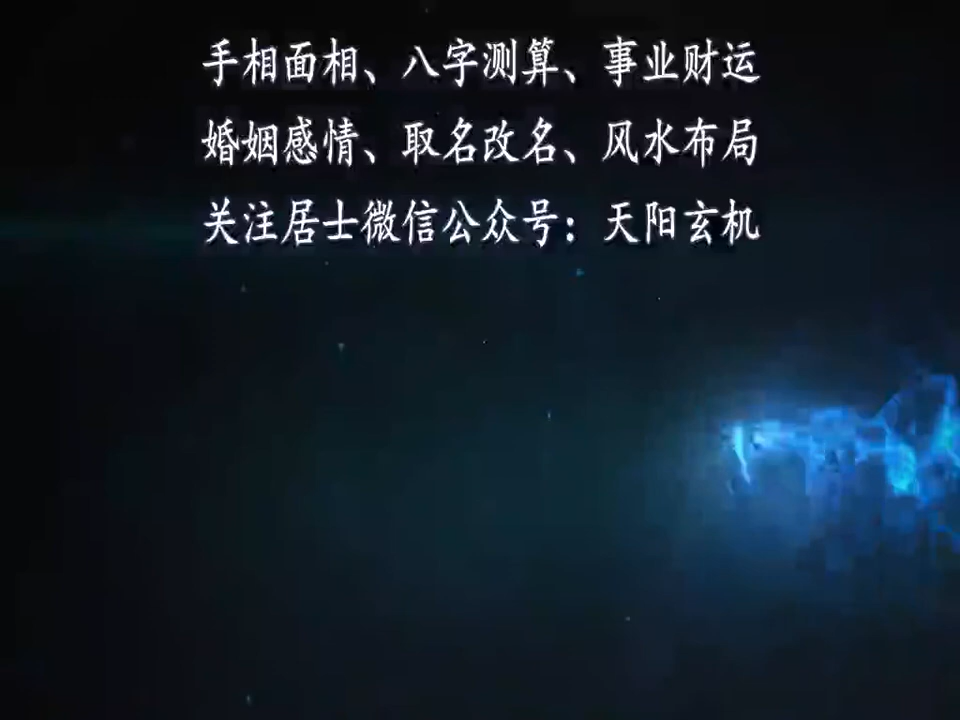 手相面相、八字测算、事业财运
婚姻感情、取名改名、风水布局
关注居士微信公众号：天阳玄机